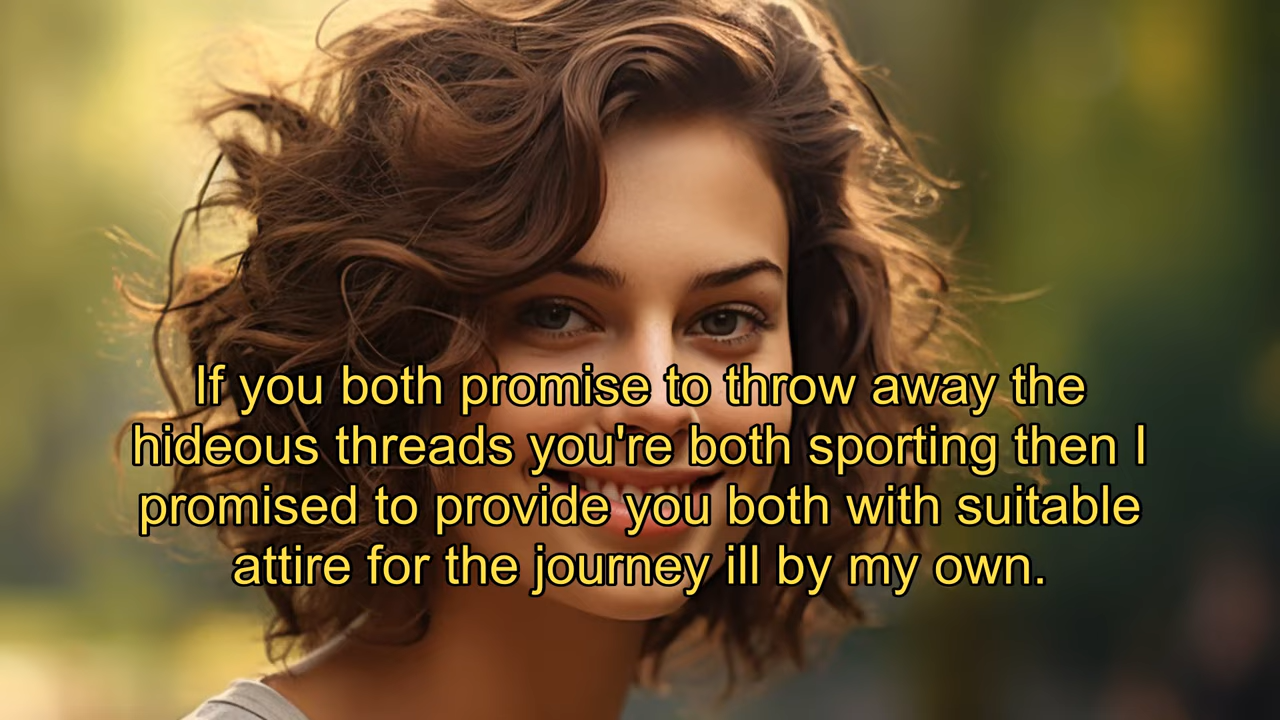 If you both promise to throw away the
hideous threads you're both sporting then I
promised to provide you both with suitable
attire for the journey ill by my own.